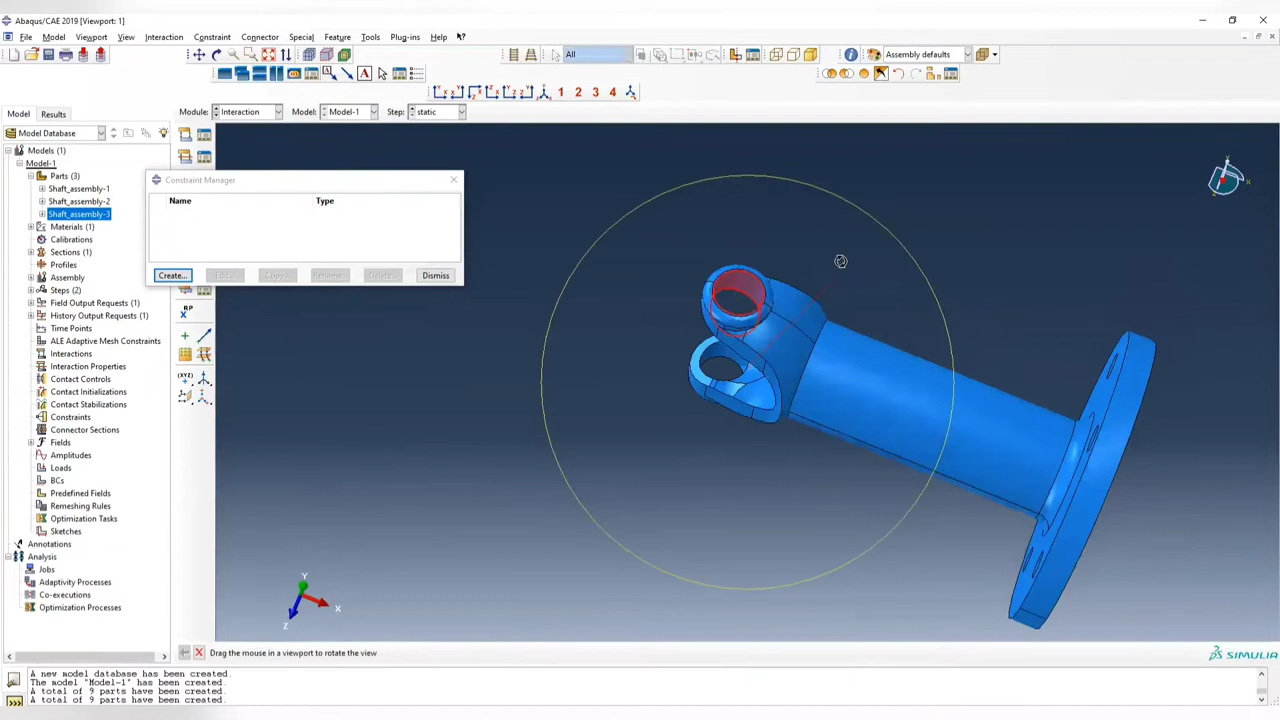 Abaqus/CAE 2019 [Viewport: 1]
File Model Viewport View Interaction Constraint Connector Special Feature Tools Plug-ins Help
All
Assembly defaults
1 2 3 4
Model Results
Module: Interaction Model: Model-1 Step: static
Model Database
Models (1)
Model-1
Parts (3)
Shaft_assembly-1
Shaft_assembly-2
Shaft_assembly-3
Materials (1)
Calibrations
Sections (1)
Profiles
Assembly
Steps (2)
Field Output Requests (1)
History Output Requests (1)
Time Points
ALE Adaptive Mesh Constraints
Interactions
Interaction Properties
Contact Controls
Contact Initializations
Contact Stabilizations
Constraints
Connector Sections
Fields
Amplitudes
Loads
BCs
Predefined Fields
Remeshing Rules
Optimization Tasks
Sketches
Annotations
Analysis
Jobs
Adaptivity Processes
Co-executions
Optimization Processes
Constraint Manager
Name Type
Create... Edit... Copy... Rename... Delete... Dismiss
RP
(XYZ)
Y
X
Z
Drag the mouse in a viewport to rotate the view
SIMULIA
A new model database has been created.
The model "Model-1" has been created.
A total of 9 parts have been created.
A total of 9 parts have been created.
>>>